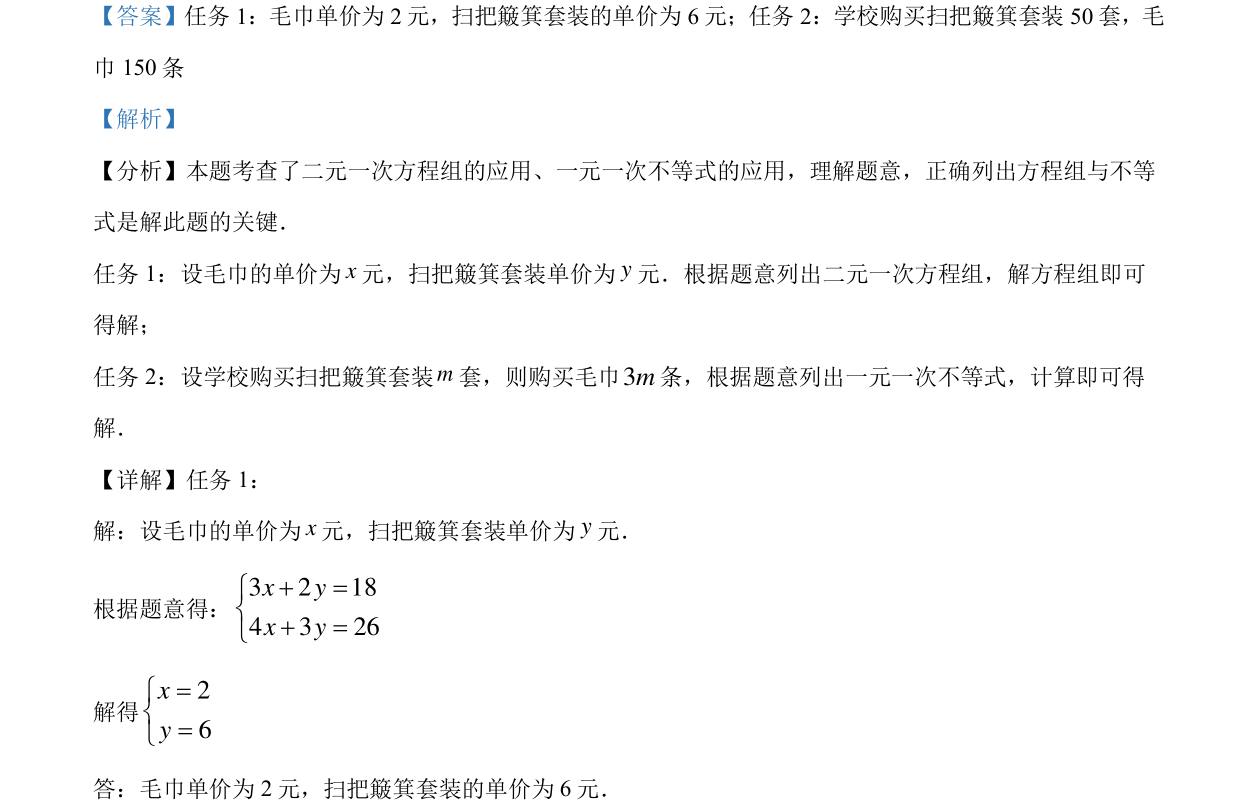 【答案】任务 1：毛巾单价为 2 元，扫把簸箕套装的单价为 6 元；任务 2：学校购买扫把簸箕套装 50 套，毛
巾 150 条
【解析】
【分析】本题考查了二元一次方程组的应用、一元一次不等式的应用，理解题意，正确列出方程组与不等
式是解此题的关键．
任务 1：设毛巾的单价为 x 元，扫把簸箕套装单价为 y 元．根据题意列出二元一次方程组，解方程组即可
得解；
任务 2：设学校购买扫把簸箕套装 m 套，则购买毛巾 3m 条，根据题意列出一元一次不等式，计算即可得
解．
【详解】任务 1：
解：设毛巾的单价为 x 元，扫把簸箕套装单价为 y 元．
根据题意得：{3x + 2y = 18
4x + 3y = 26
解得{x = 2
y = 6
答：毛巾单价为 2 元，扫把簸箕套装的单价为 6 元．